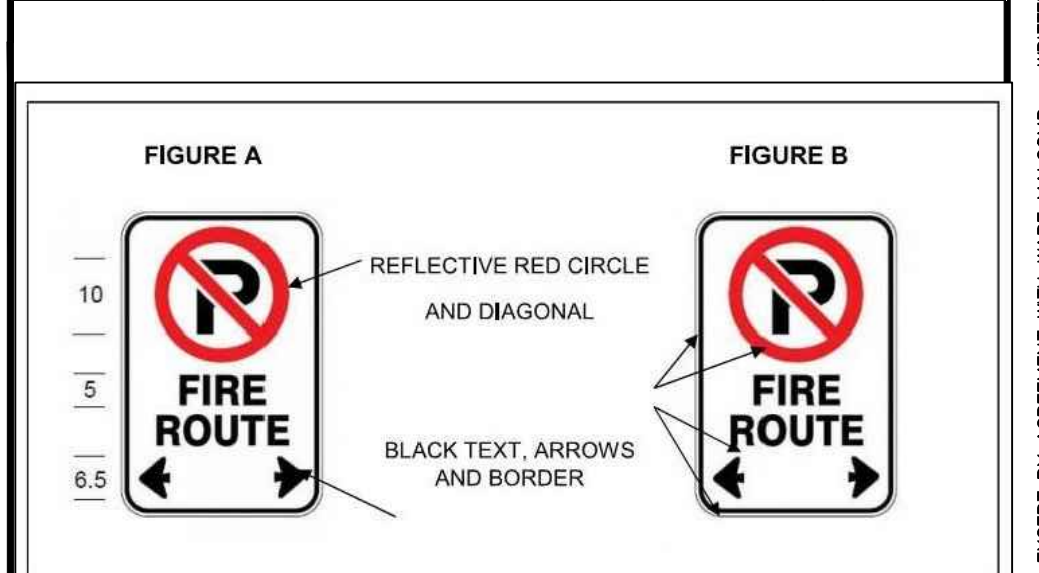 FIGURE A
FIGURE B
REFLECTIVE RED CIRCLE
AND DIAGONAL
10
5
6.5
P
FIRE
ROUTE
BLACK TEXT, ARROWS
AND BORDER
P
FIRE
ROUTE